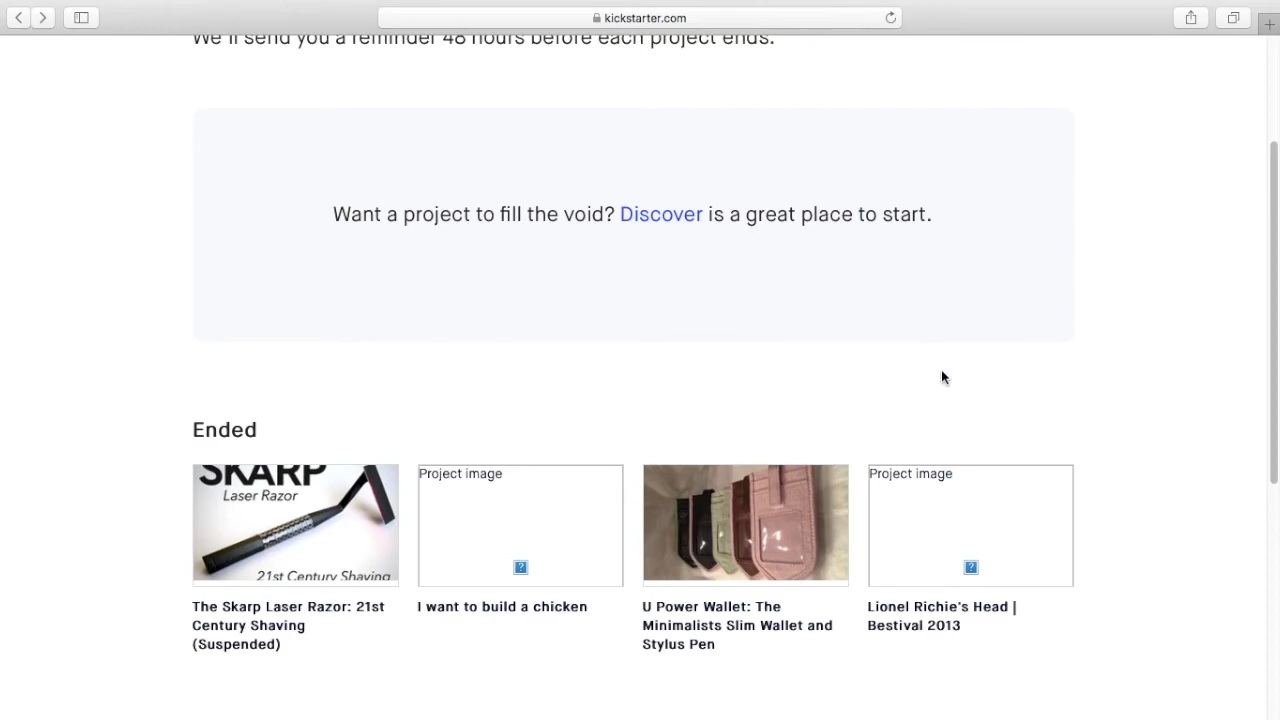 kickstarter.com
We'll send you a reminder 48 hours before each project ends.
Want a project to fill the void? Discover is a great place to start.
Ended
SKARP
Laser Razor
21st Century Shaving
Project image
Project image
The Skarp Laser Razor: 21st
Century Shaving
(Suspended)
I want to build a chicken
U Power Wallet: The
Minimalists Slim Wallet and
Stylus Pen
Lionel Richie's Head |
Bestival 2013